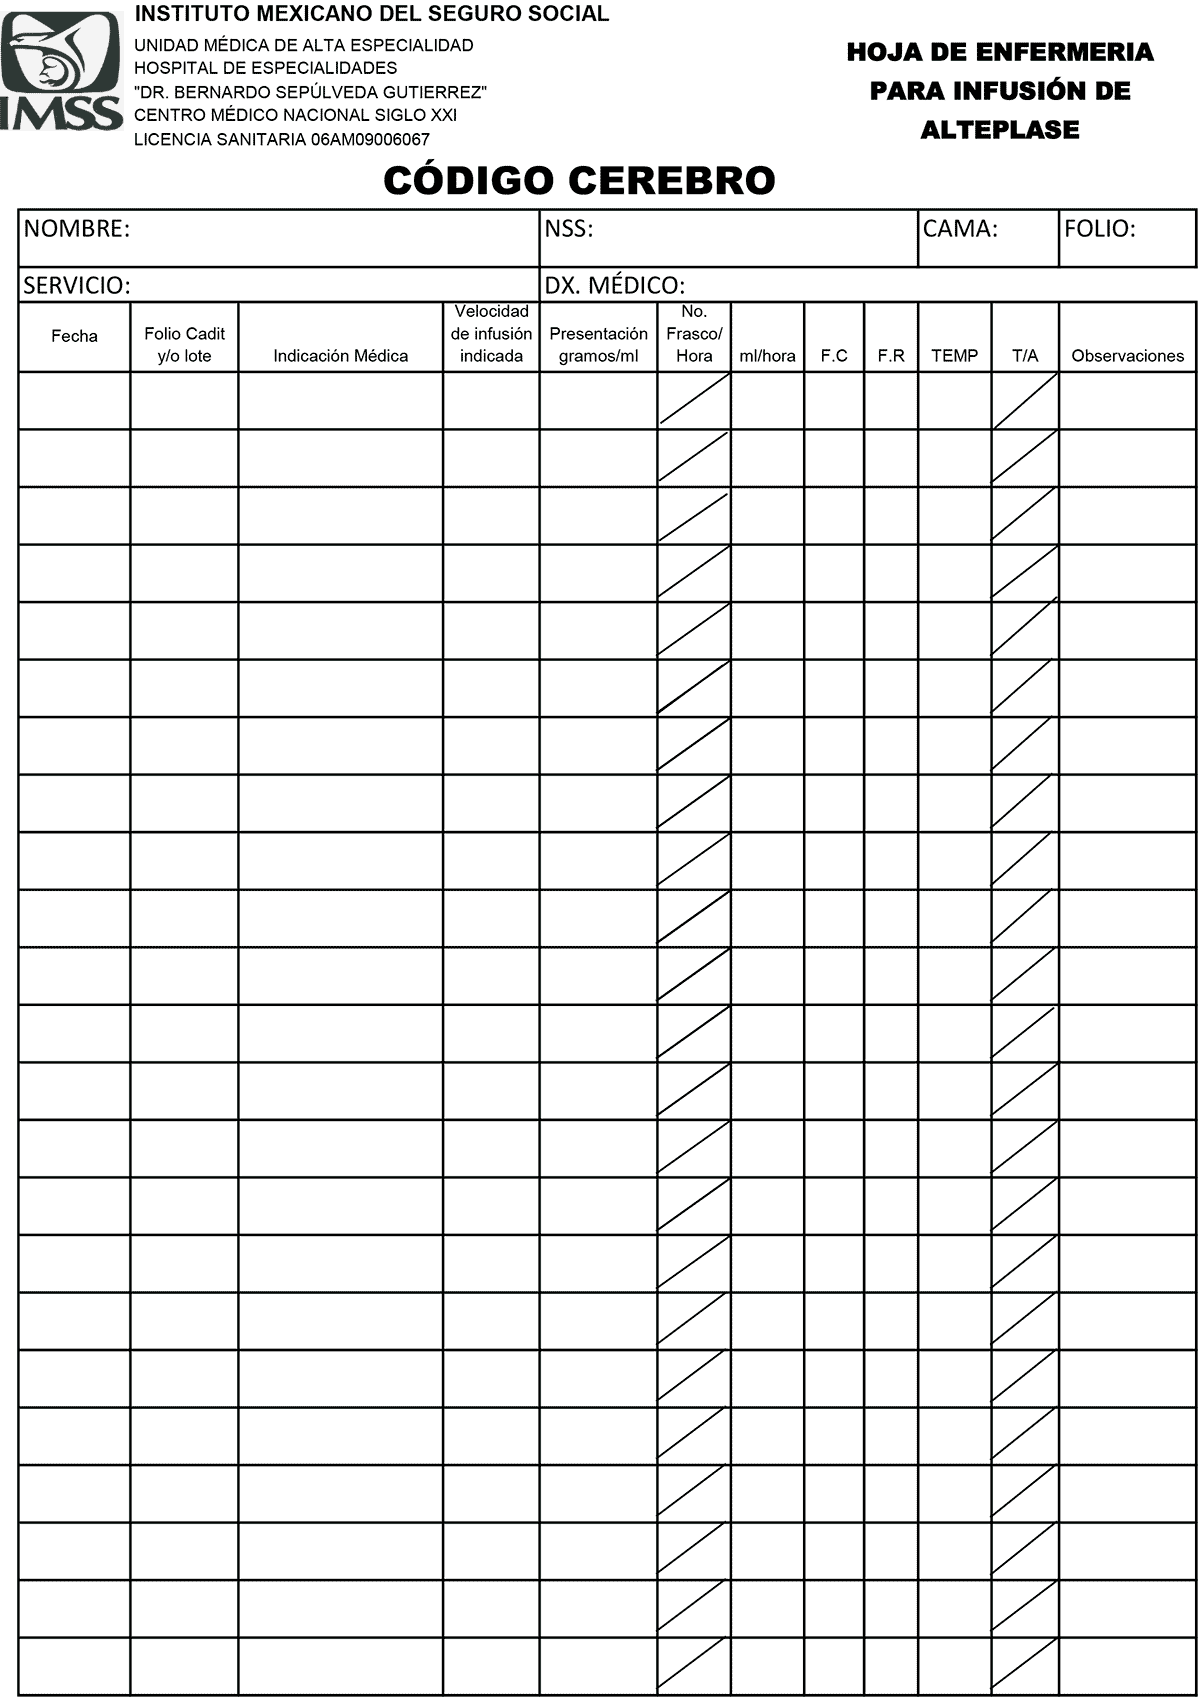 INSTITUTO MEXICANO DEL SEGURO SOCIAL
UNIDAD MÉDICA DE ALTA ESPECIALIDAD
HOSPITAL DE ESPECIALIDADES
"DR. BERNARDO SEPÚLVEDA GUTIERREZ"
CENTRO MÉDICO NACIONAL SIGLO XXI
LICENCIA SANITARIA 06AM09006067
IMSS
HOJA DE ENFERMERIA
PARA INFUSIÓN DE
ALTEPLASE
CÓDIGO CEREBRO
NOMBRE: NSS: CAMA: FOLIO:
SERVICIO: DX. MÉDICO:
Fecha
Folio Cadit
y/o lote
Indicación Médica
Velocidad
de infusión
indicada
Presentación
gramos/ml
No.
Frasco/
Hora
ml/hora
F.C
F.R
TEMP
T/A
Observaciones